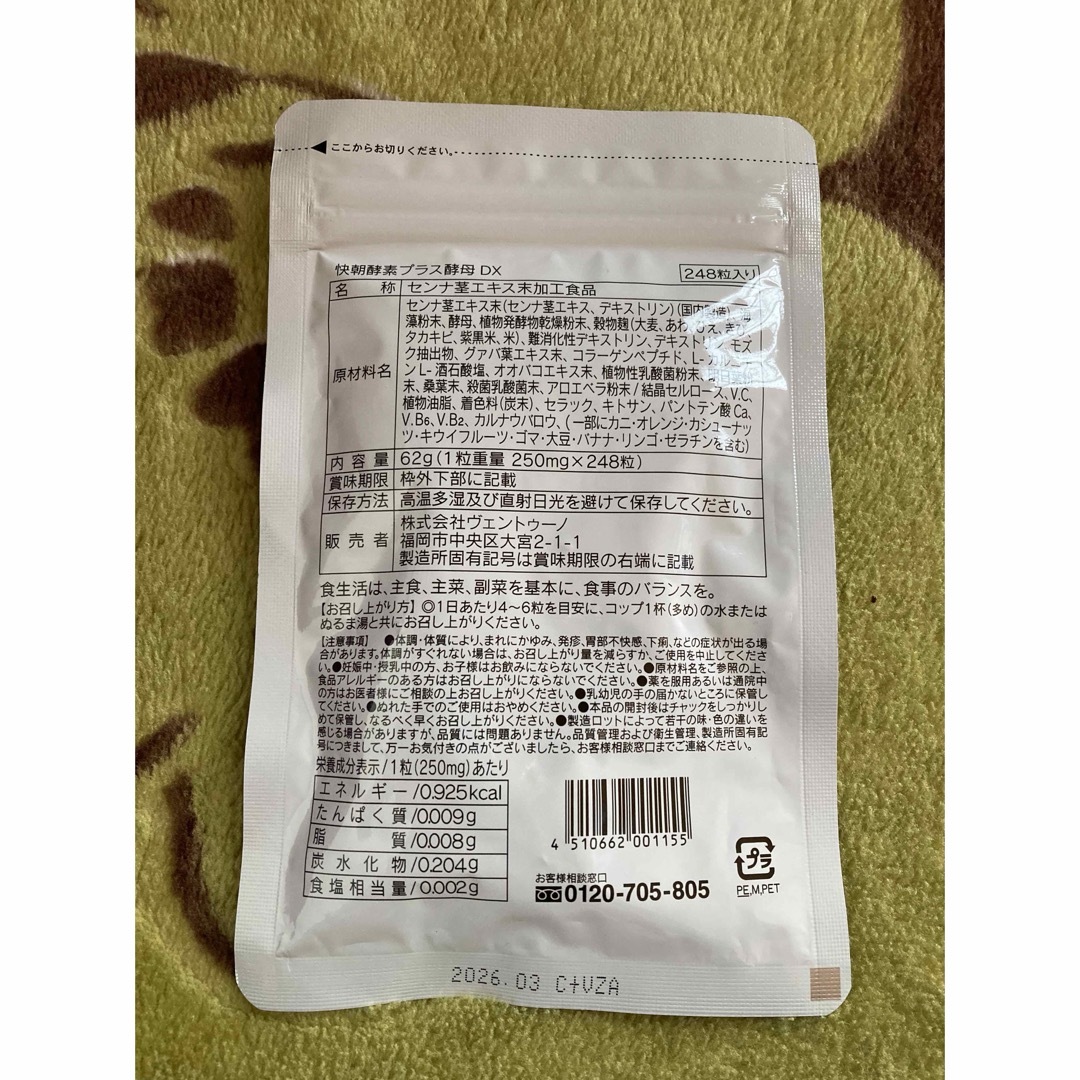 ここからお切りください。
快朝酵素プラス酵母 DX
248粒入り
名 称 センナ茎エキス末加工食品
原材料名
センナ茎エキス末(センナ茎エキス、デキストリン)(国内製造)、
藻粉末、酵母、植物発酵物乾燥粉末、穀物麹(大麦、あわ、ひえ、きび、
タカキビ、紫黒米、米)、難消化性デキストリン、デキストリン、モズ
ク抽出物、グァバ葉エキス末、コラーゲンペプチド、L-カルニチ
ンL-酒石酸塩、オオバコエキス末、植物性乳酸菌粉末、
末、桑葉末、殺菌乳酸菌末、アロエベラ粉末/結晶セルロース、V.C、
植物油脂、着色料(炭末)、セラック、キトサン、パントテン酸Ca、
V.B6、V.B2、カルナウバロウ、(一部にカニ・オレンジ・カシューナッ
ツ・キウイフルーツ・ゴマ・大豆・バナナ・リンゴ・ゼラチンを含む)
内容量 62g(1粒重量 250mg×248粒)
賞味期限 枠外下部に記載
保存方法 高温多湿及び直射日光を避けて保存してください。
販売者
株式会社ヴェントゥーノ
福岡市中央区大宮2-1-1
製造所固有記号は賞味期限の右端に記載
食生活は、主食、主菜、副菜を基本に、食事のバランスを。
【お召し上がり方】◎1日あたり4〜6粒を目安に、コップ1杯(多め)の水または
ぬるま湯と共にお召し上がりください。
【注意事項】 ●体調・体質により、まれにかゆみ、発疹、胃部不快感、下痢、などの症状が出る場
合があります。体調がすぐれない場合は、お召し上がり量を減らすか、ご使用を中止してくださ
い。●妊娠中・授乳中の方、お子様はお飲みにならないでください。●原材料名をご参照の上、
食品アレルギーのある方はお召し上がりにならないでください。●薬を服用あるいは通院中
の方はお医者様にご相談の上お召し上がりください。●乳幼児の手の届かないところに保管し
てください。●ぬれた手でのご使用はおやめください。●本品の開封後はチャックをしっかりし
めて保管し、なるべく早くお召し上がりください。●製造ロットによって若干の味・色の違いを
感じる場合がありますが、品質には問題ありません。品質管理および衛生管理、製造所固有記
号につきまして、万一お気付きの点がございましたら、お客様相談窓口までご連絡ください。
栄養成分表示/1粒(250mg)あたり
エネルギー/0.925kcal
たんぱく質/0.009g
脂 質/0.008g
炭水化物/0.204g
食塩相当量/0.002g
4 510662 001155
お客様相談窓口
0120-705-805
プラ
PE,M,PET
2026.03 C+VZA